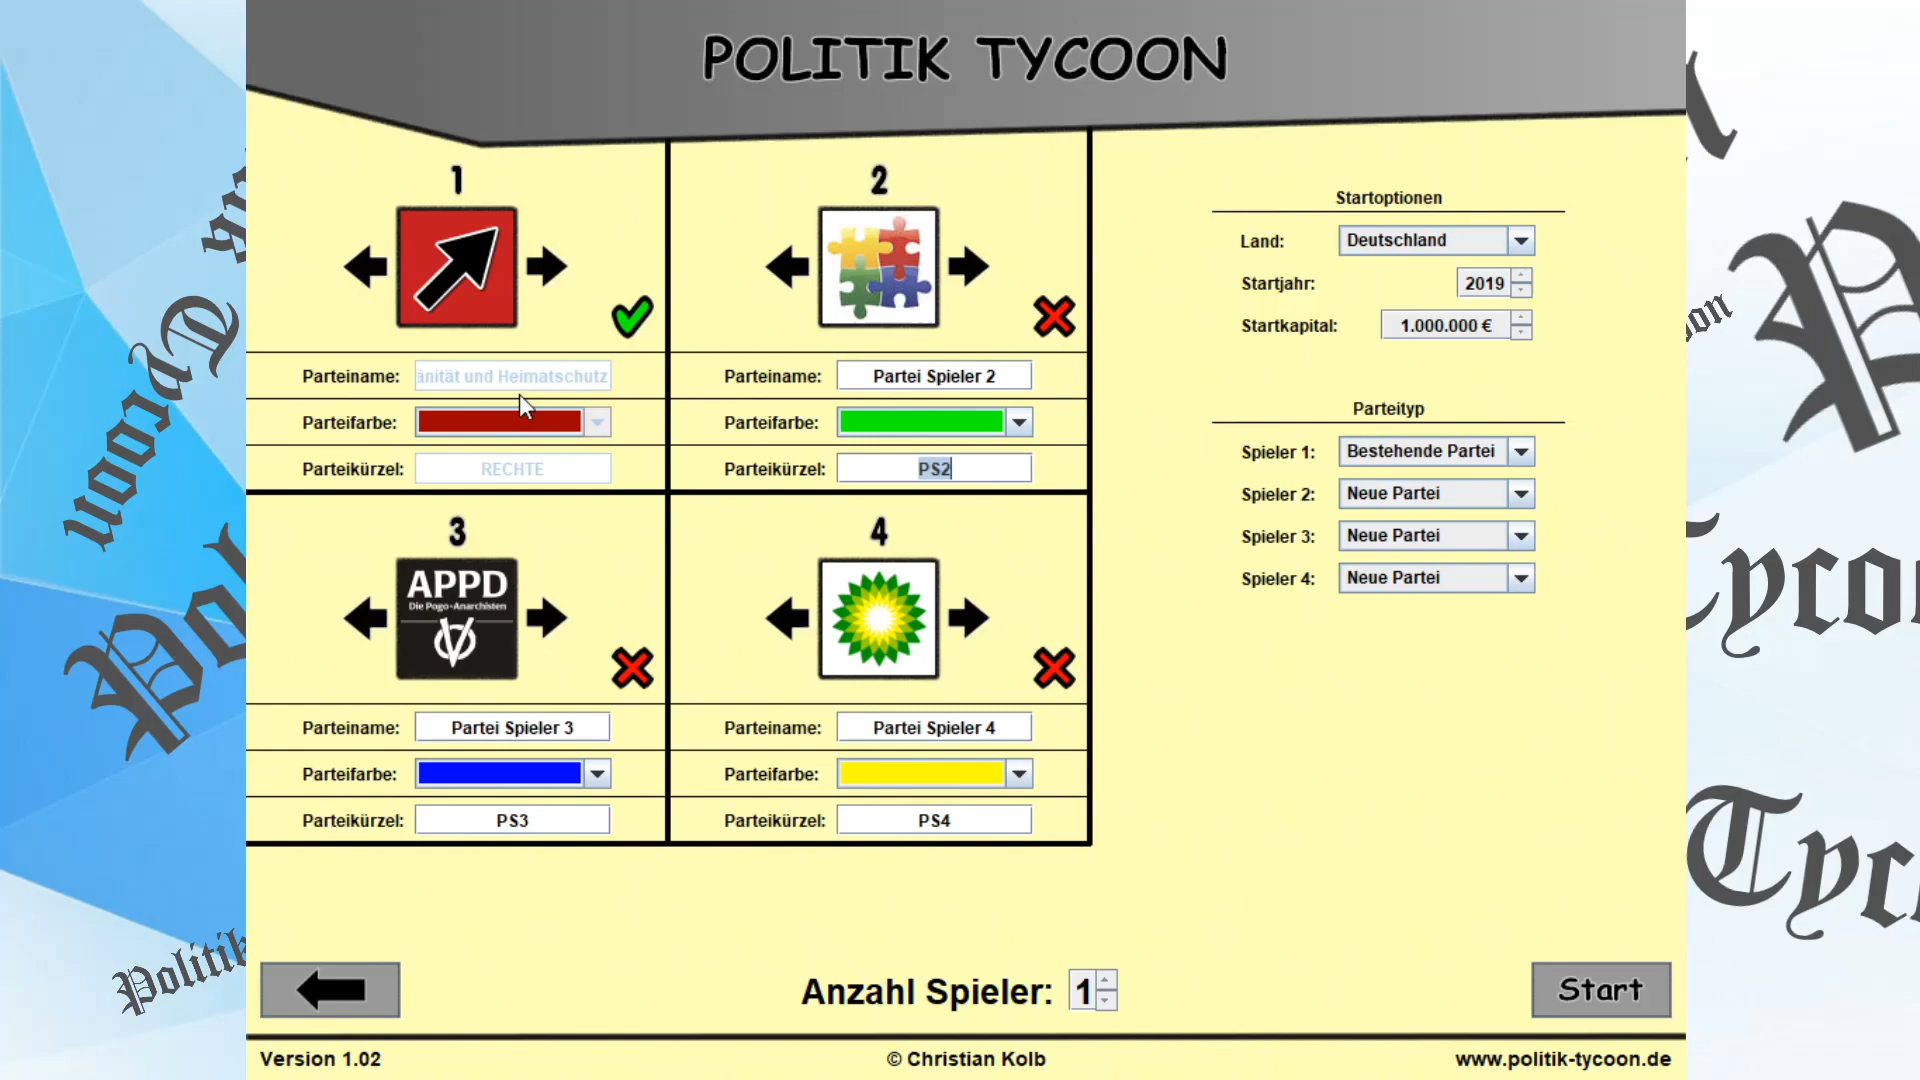 POLITIK TYCOON
1
2
Parteiname: änität und Heimatschutz
Parteifarbe:
Parteikürzel: RECHTE
Parteiname: Partei Spieler 2
Parteifarbe:
Parteikürzel: PS2
3
APPD
Die Pogo-Anarchisten
4
Parteiname: Partei Spieler 3
Parteifarbe:
Parteikürzel: PS3
Parteiname: Partei Spieler 4
Parteifarbe:
Parteikürzel: PS4
Startoptionen
Land: Deutschland
Startjahr: 2019
Startkapital: 1.000.000 €
Parteityp
Spieler 1: Bestehende Partei
Spieler 2: Neue Partei
Spieler 3: Neue Partei
Spieler 4: Neue Partei
Anzahl Spieler: 1
Start
Version 1.02
© Christian Kolb
www.politik-tycoon.de
Tycoon
Politik